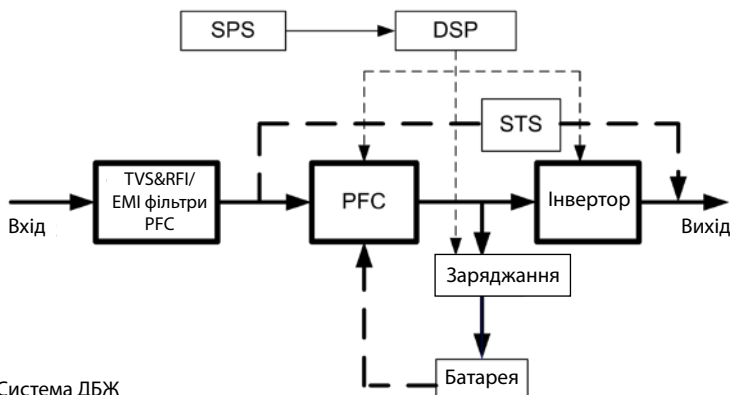 SPS
DSP
STS
TVS&RFI/
EMI фільтри
PFC
PFC
Інвертор
Вхід
Вихід
Заряджання
Батарея
Система ДБЖ